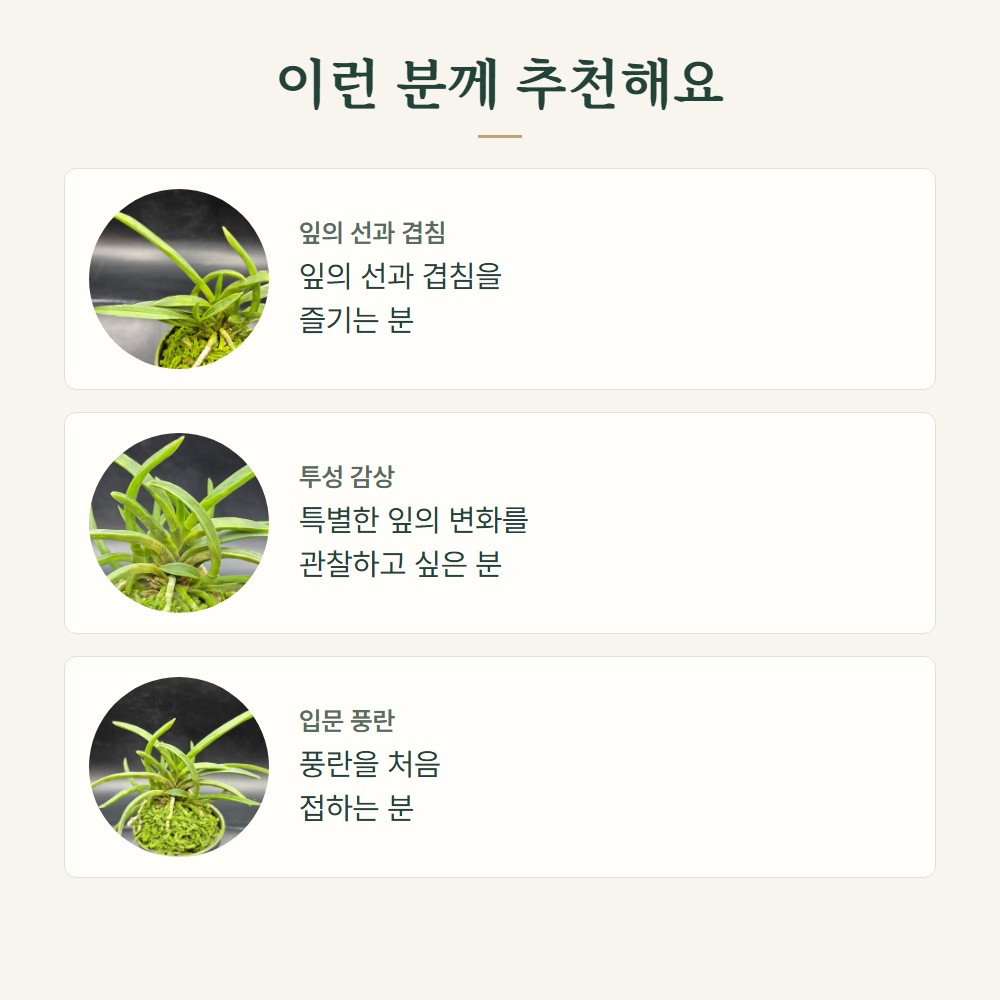 이런 분께 추천해요
잎의 선과 겹침
잎의 선과 겹침을
즐기는 분
투성 감상
특별한 잎의 변화를
관찰하고 싶은 분
입문 풍란
풍란을 처음
접하는 분